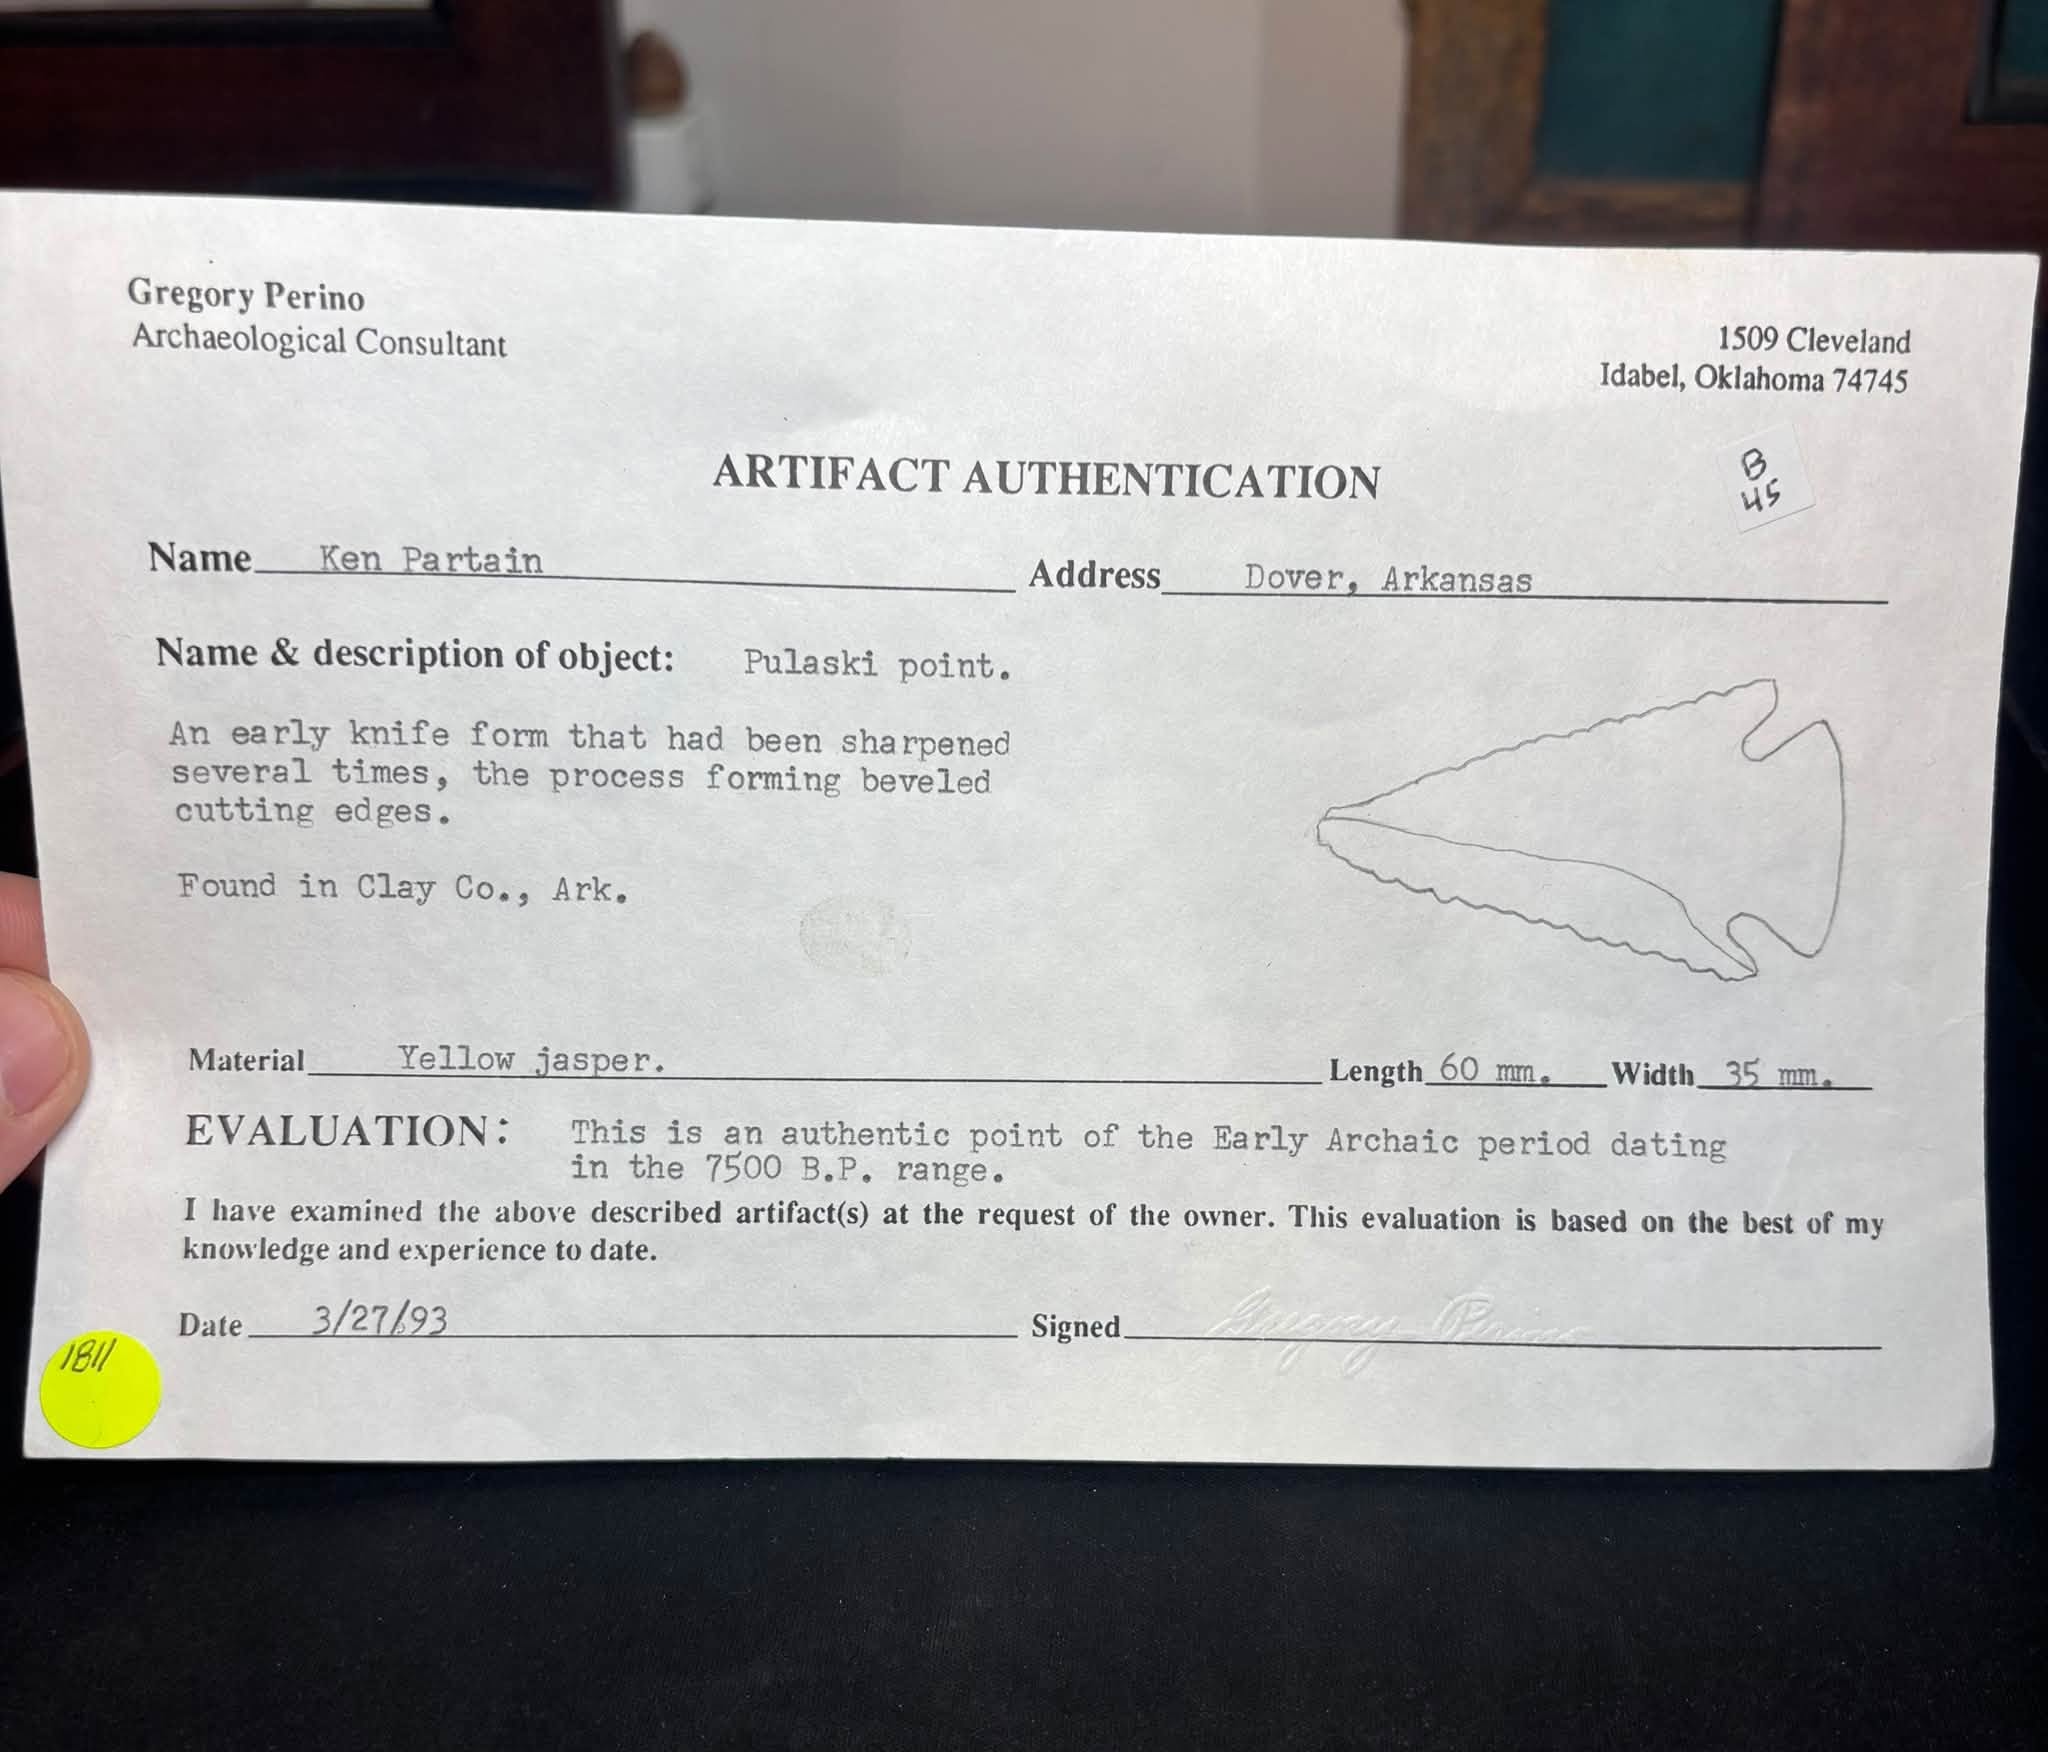 Gregory Perino
Archaeological Consultant
1509 Cleveland
Idabel, Oklahoma 74745
B
45
ARTIFACT AUTHENTICATION
Name Ken Partain Address Dover, Arkansas
Name & description of object: Pulaski point.
An early knife form that had been sharpened
several times, the process forming beveled
cutting edges.
Found in Clay Co., Ark.
Material Yellow jasper. Length 60 mm. Width 35 mm.
EVALUATION: This is an authentic point of the Early Archaic period dating
in the 7500 B.P. range.
I have examined the above described artifact(s) at the request of the owner. This evaluation is based on the best of my
knowledge and experience to date.
Date 3/27/93 Signed Gregory Perino
1811